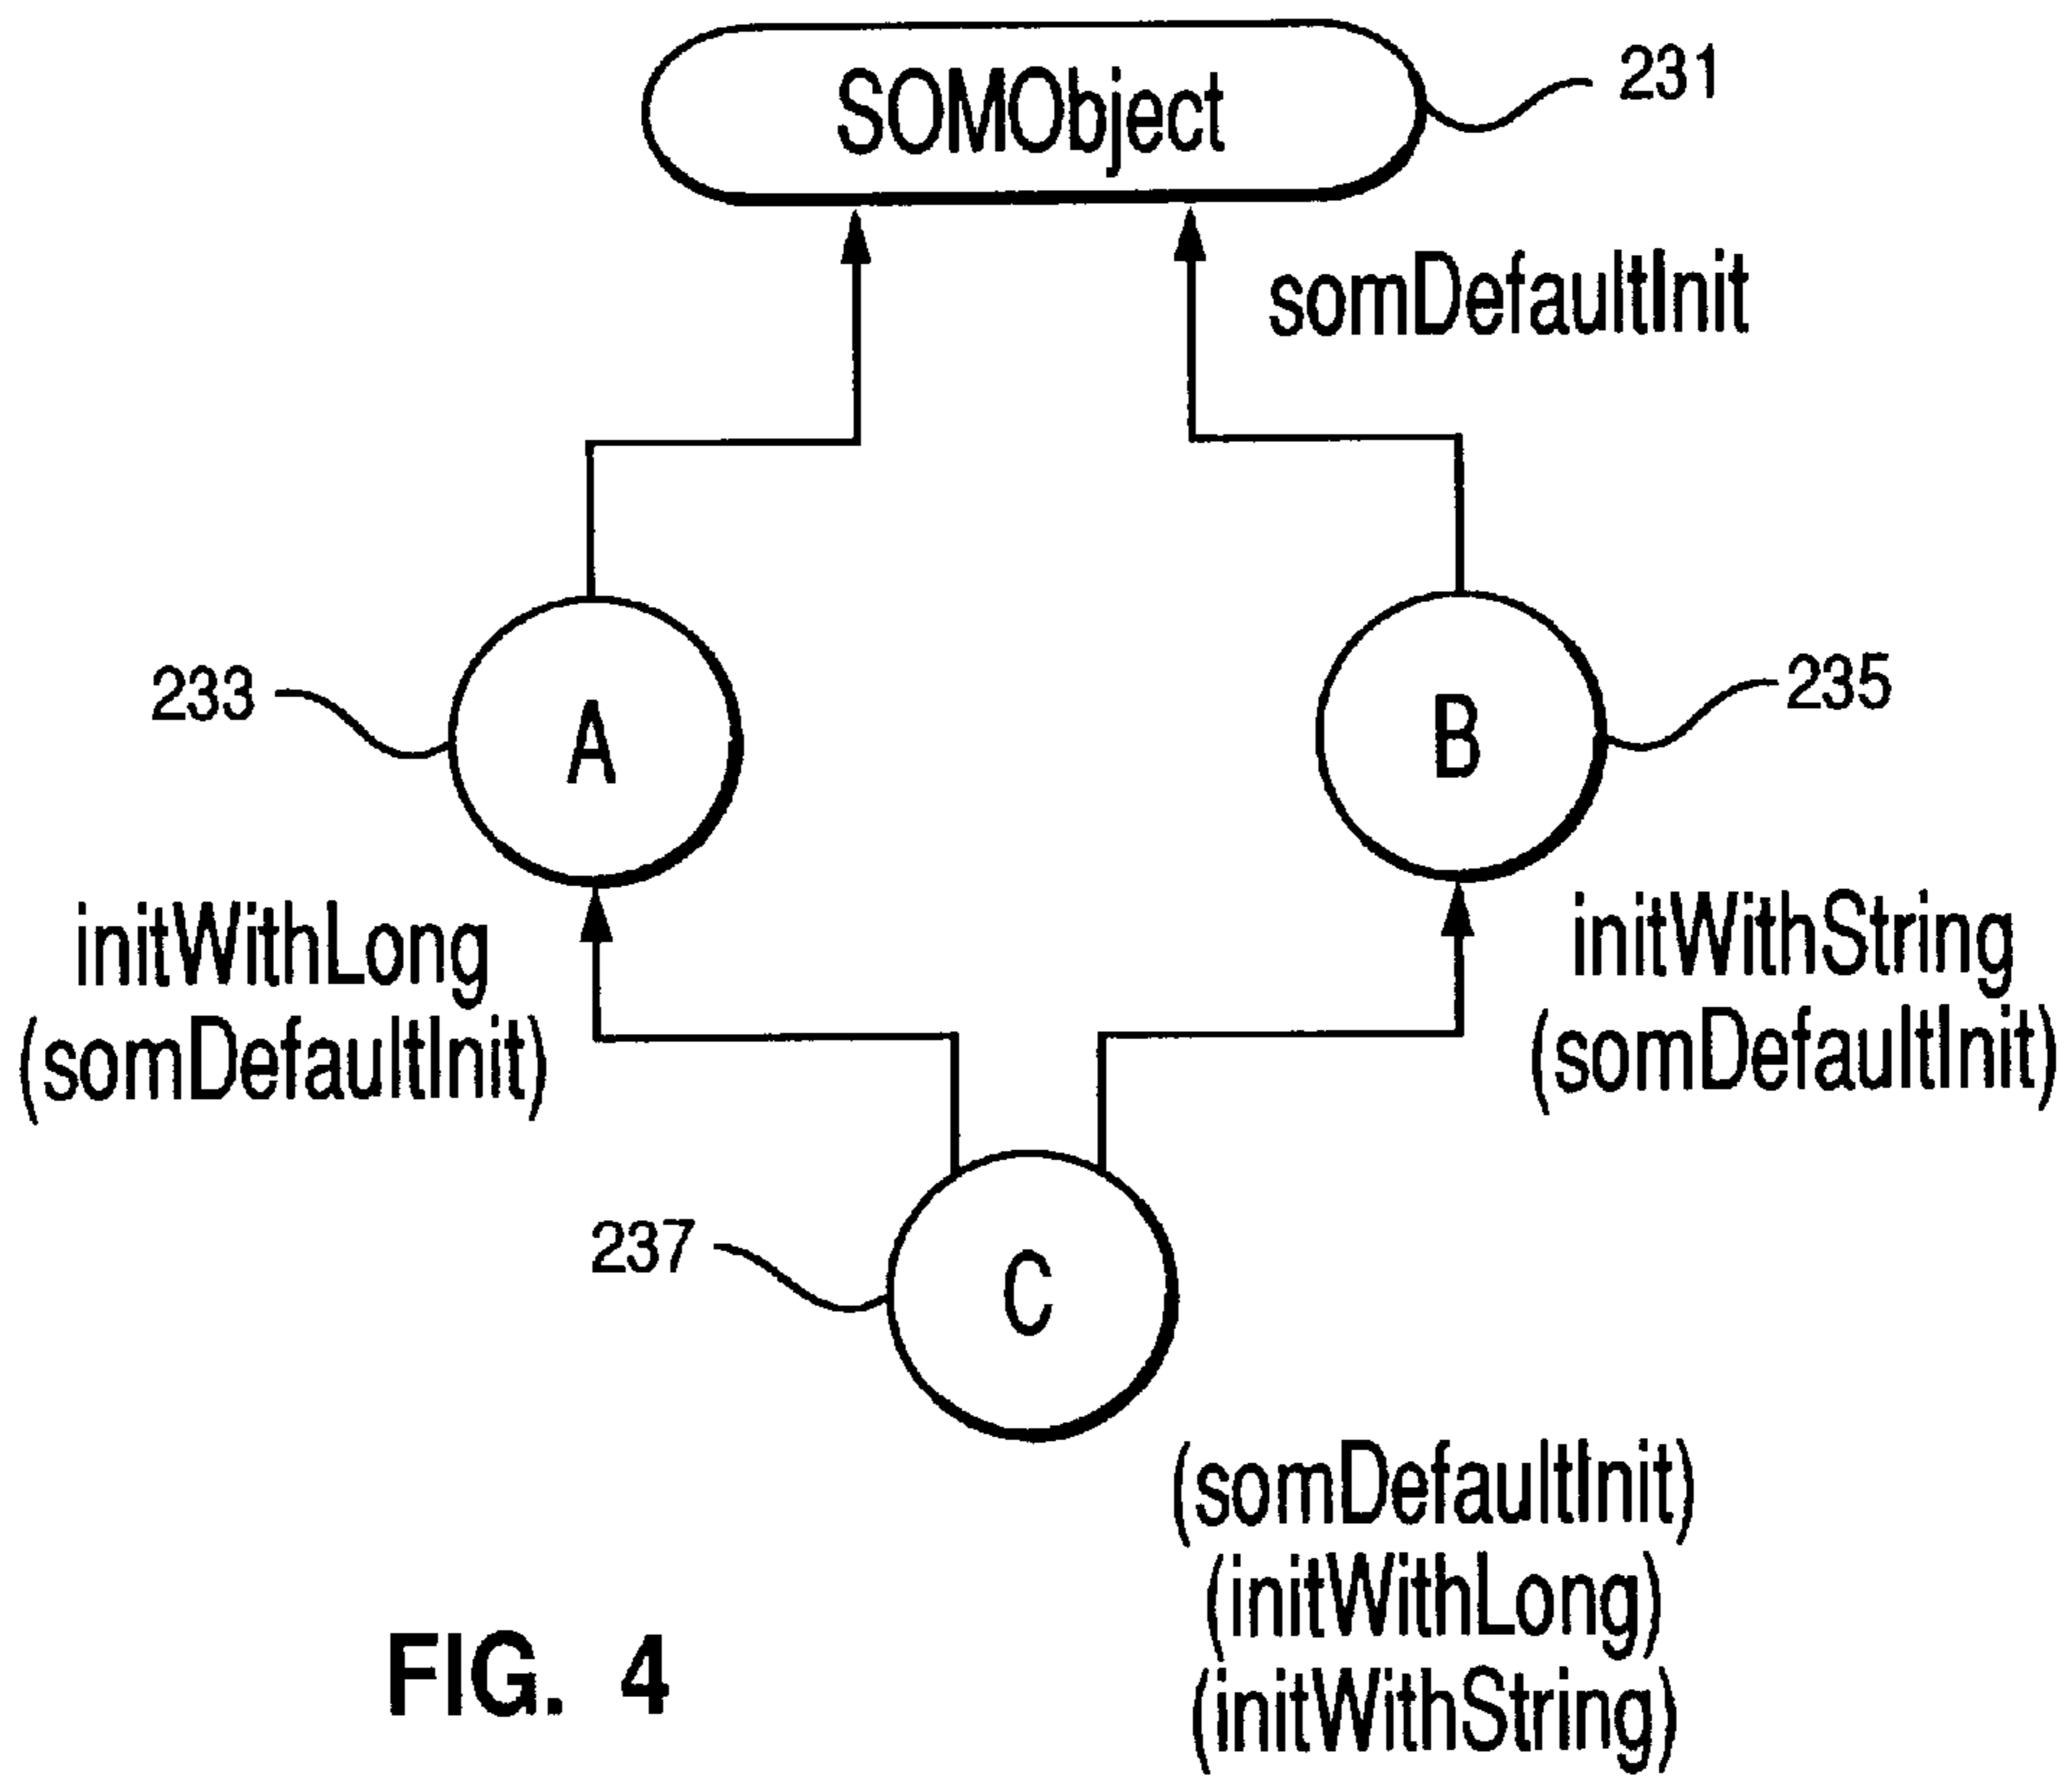 SOMObject
231
somDefaultInit
233
A
B
235
initWithLong
(somDefaultInit)
initWithString
(somDefaultInit)
237
C
(somDefaultInit)
(initWithLong)
(initWithString)
FIG. 4